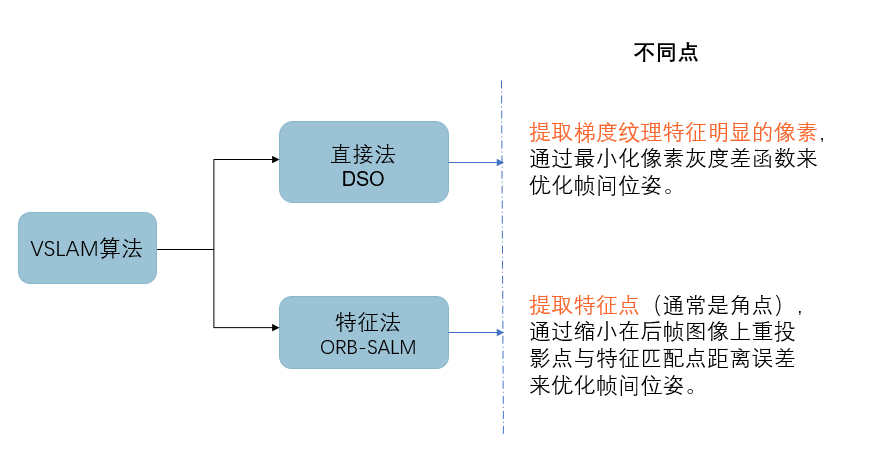 不同点
直接法
DSO
提取梯度纹理特征明显的像素，
通过最小化像素灰度差函数来
优化帧间位姿。
VSLAM算法
特征法
ORB-SALM
提取特征点（通常是角点），
通过缩小在后帧图像上重投
影点与特征匹配点距离误差
来优化帧间位姿。